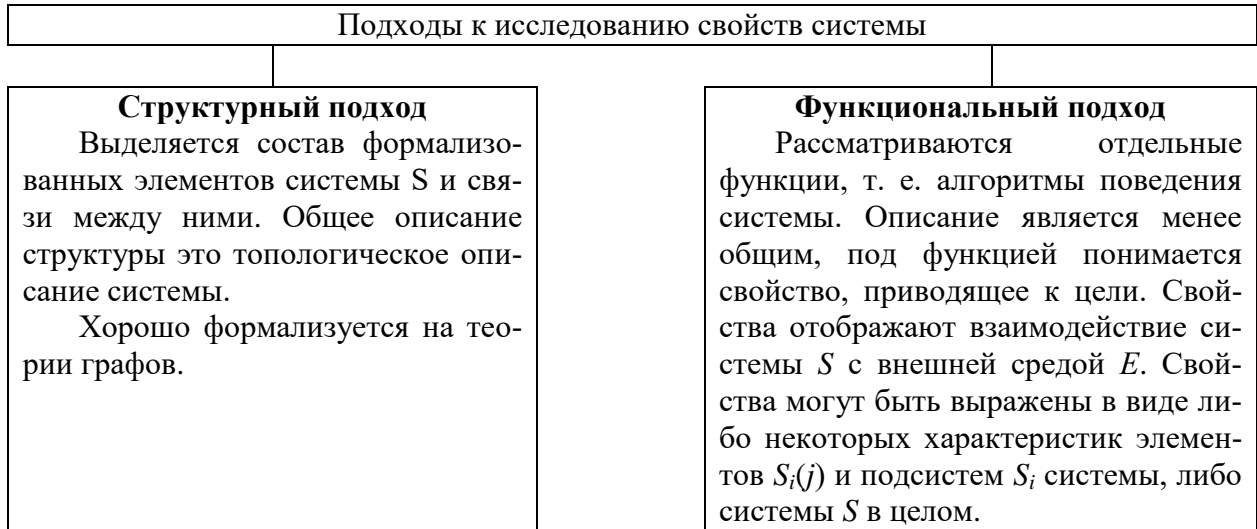 Подходы к исследованию свойств системы
Структурный подход
Выделяется состав формализо-
ванных элементов системы S и свя-
зи между ними. Общее описание
структуры это топологическое опи-
сание системы.
Хорошо формализуется на тео-
рии графов.
Функциональный подход
Рассматриваются отдельные
функции, т. е. алгоритмы поведения
системы. Описание является менее
общим, под функцией понимается
свойство, приводящее к цели. Свой-
ства отображают взаимодействие си-
стемы S с внешней средой E. Свой-
ства могут быть выражены в виде ли-
бо некоторых характеристик элемен-
тов Si(j) и подсистем Si системы, либо
системы S в целом.